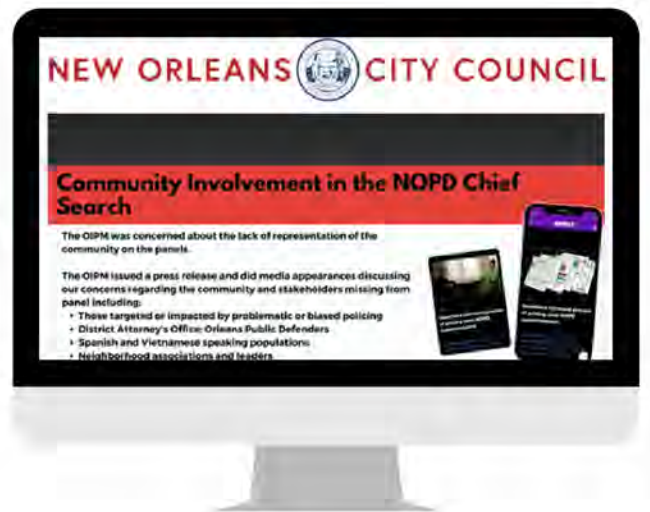 NEW ORLEANS CITY COUNCIL
Community Involvement in the NOPD Chief
Search
The OIPM was concerned about the lack of representation of the
community on the panels.
The OIPM issued a press release and did media appearances discussing
our concerns regarding the community and stakeholders missing from
panel including:
• Those targeted or impacted by problematic or biased policing
• District Attorney's Office; Orleans Public Defenders
• Spanish and Vietnamese speaking populations
• Neighborhood associations and leaders